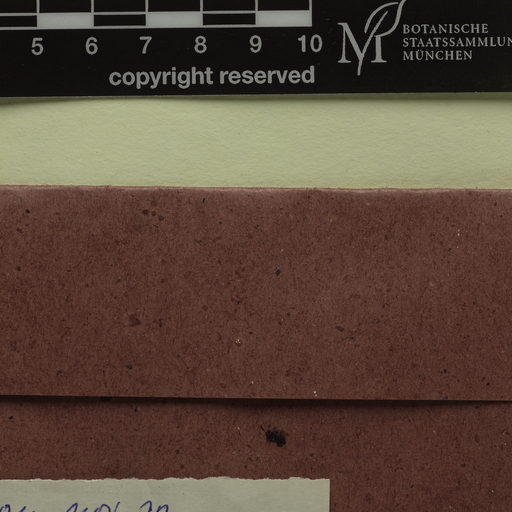 5 6 7 8 9 10
copyright reserved
BOTANISCHE
STAATSSAMMLUN
MÜNCHEN